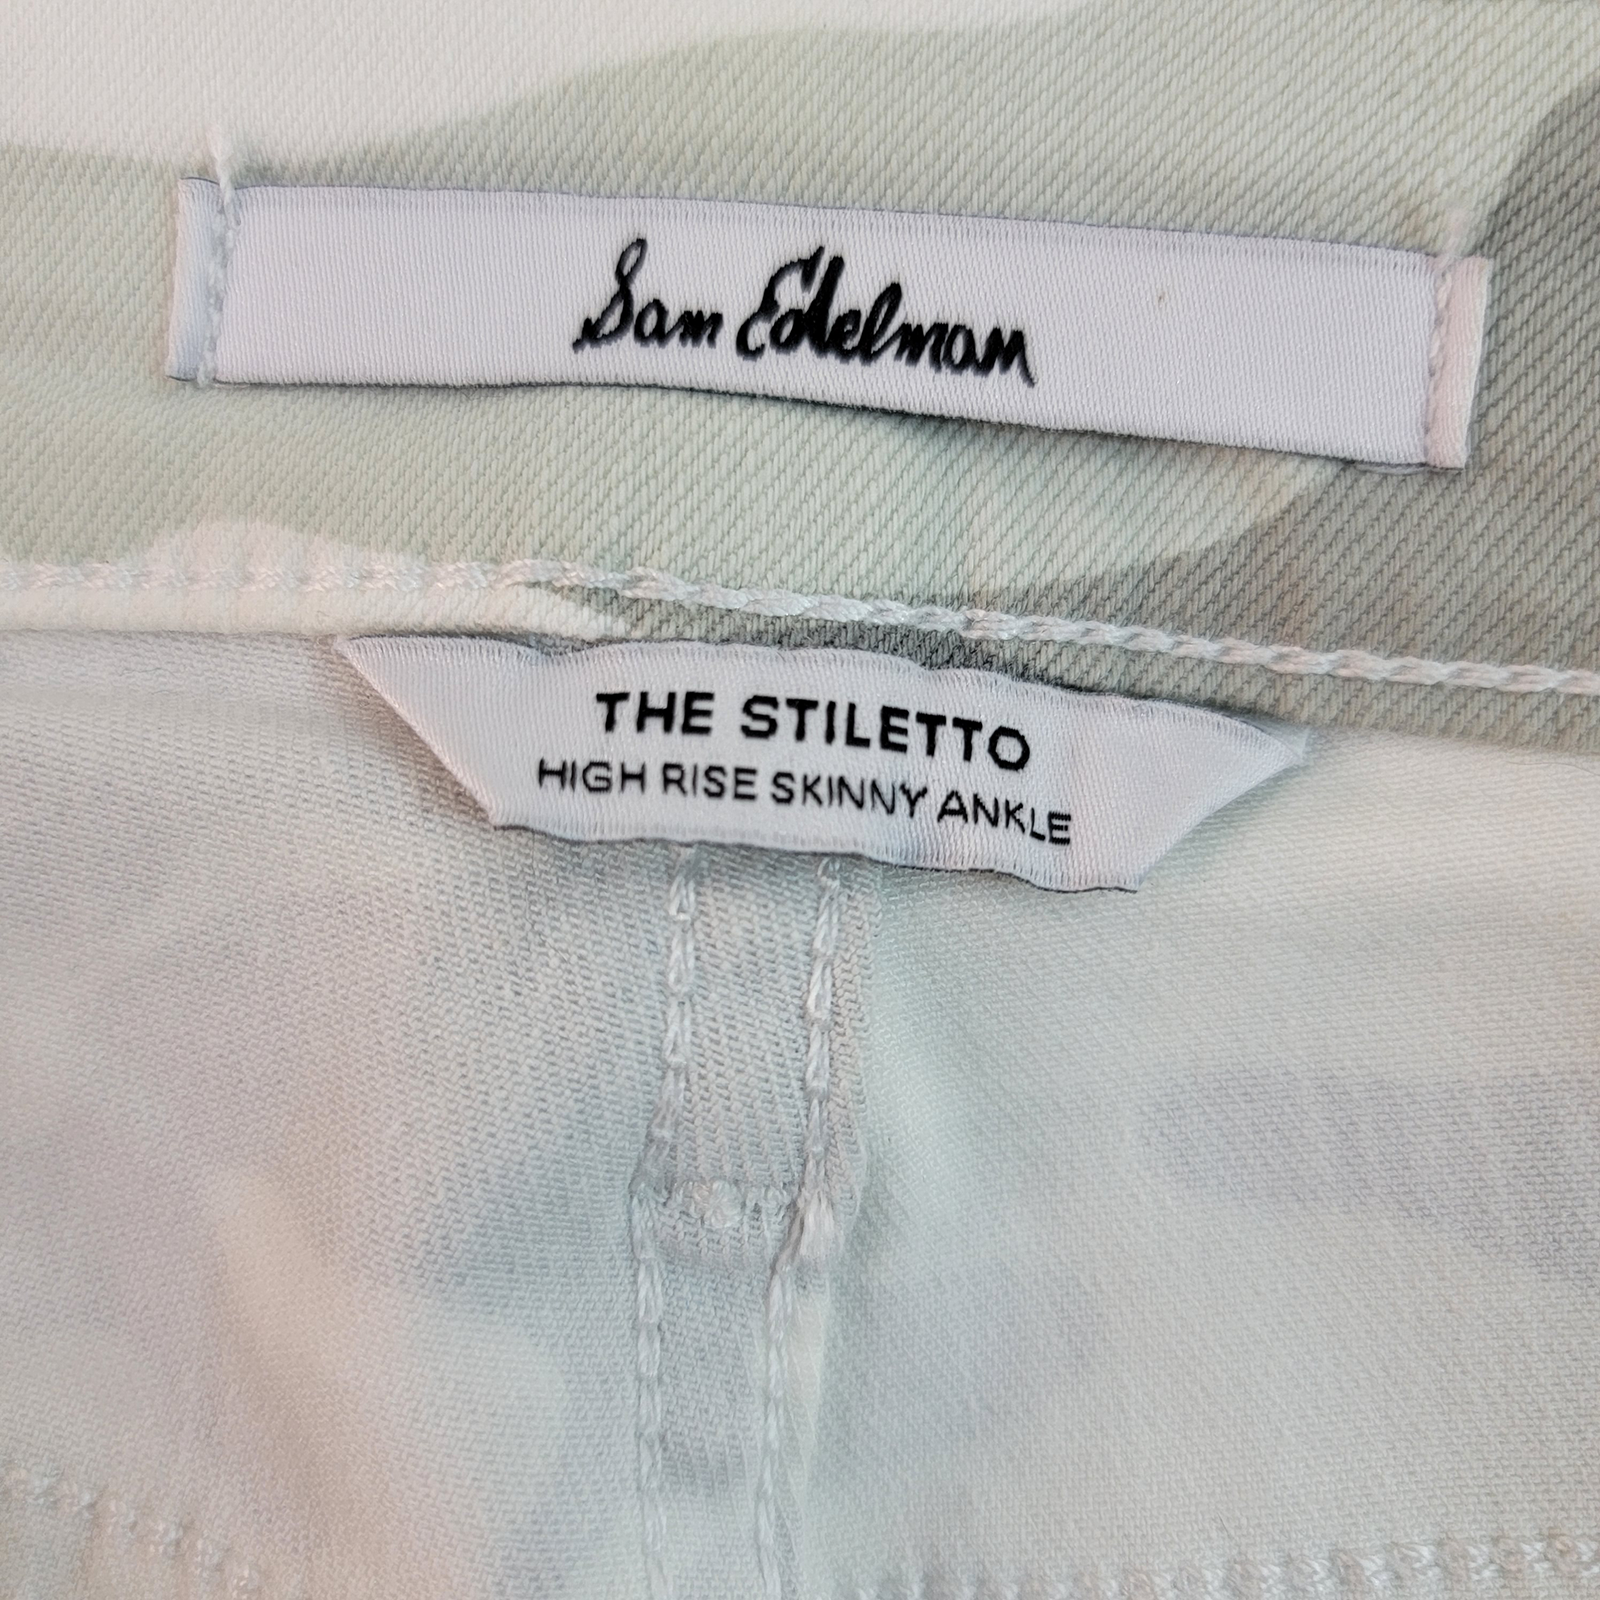 Sam Edelman
THE STILETTO
HIGH RISE SKINNY ANKLE